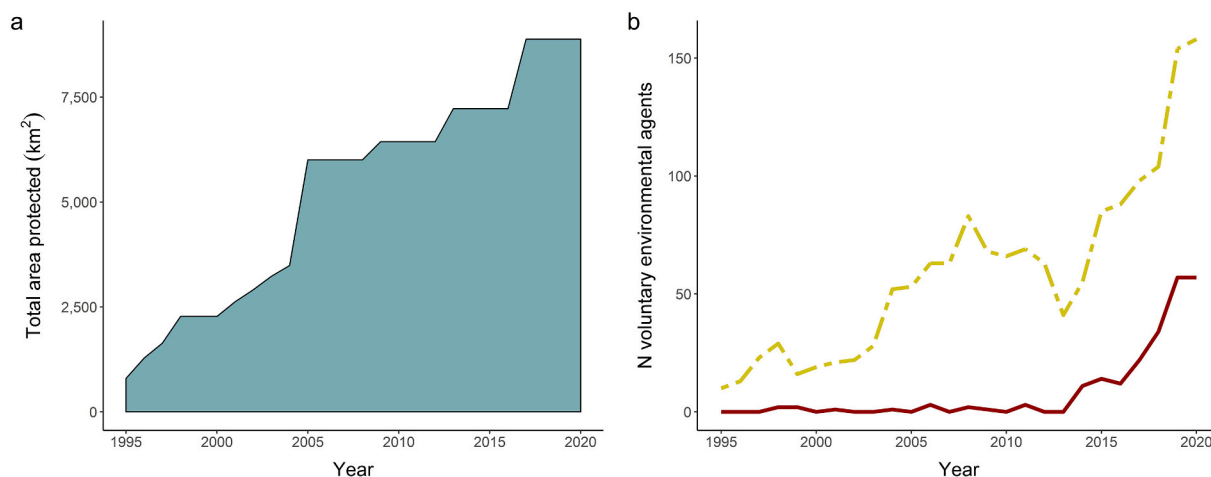 a
Total area protected (km²)
7,500
5,000
2,500
0
1995 2000 2005 2010 2015 2020
Year
b
N voluntary environmental agents
150
100
50
0
1995 2000 2005 2010 2015 2020
Year